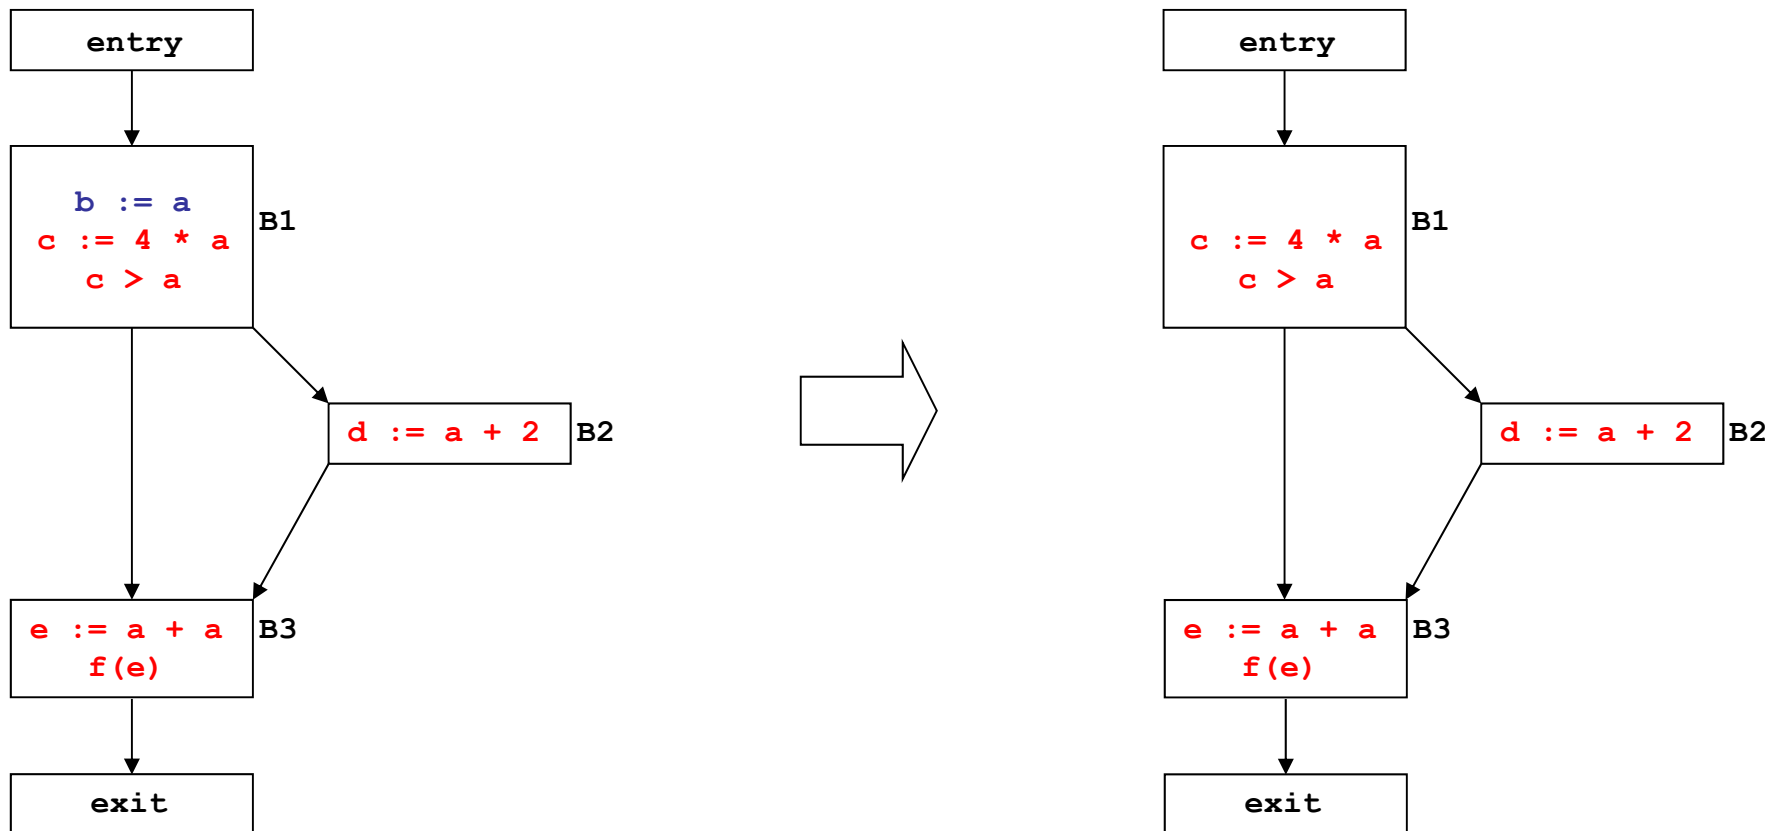 entry
b := a
c := 4 * a
c > a
B1
d := a + 2
B2
e := a + a
f(e)
B3
exit
entry
c := 4 * a
c > a
B1
d := a + 2
B2
e := a + a
f(e)
B3
exit